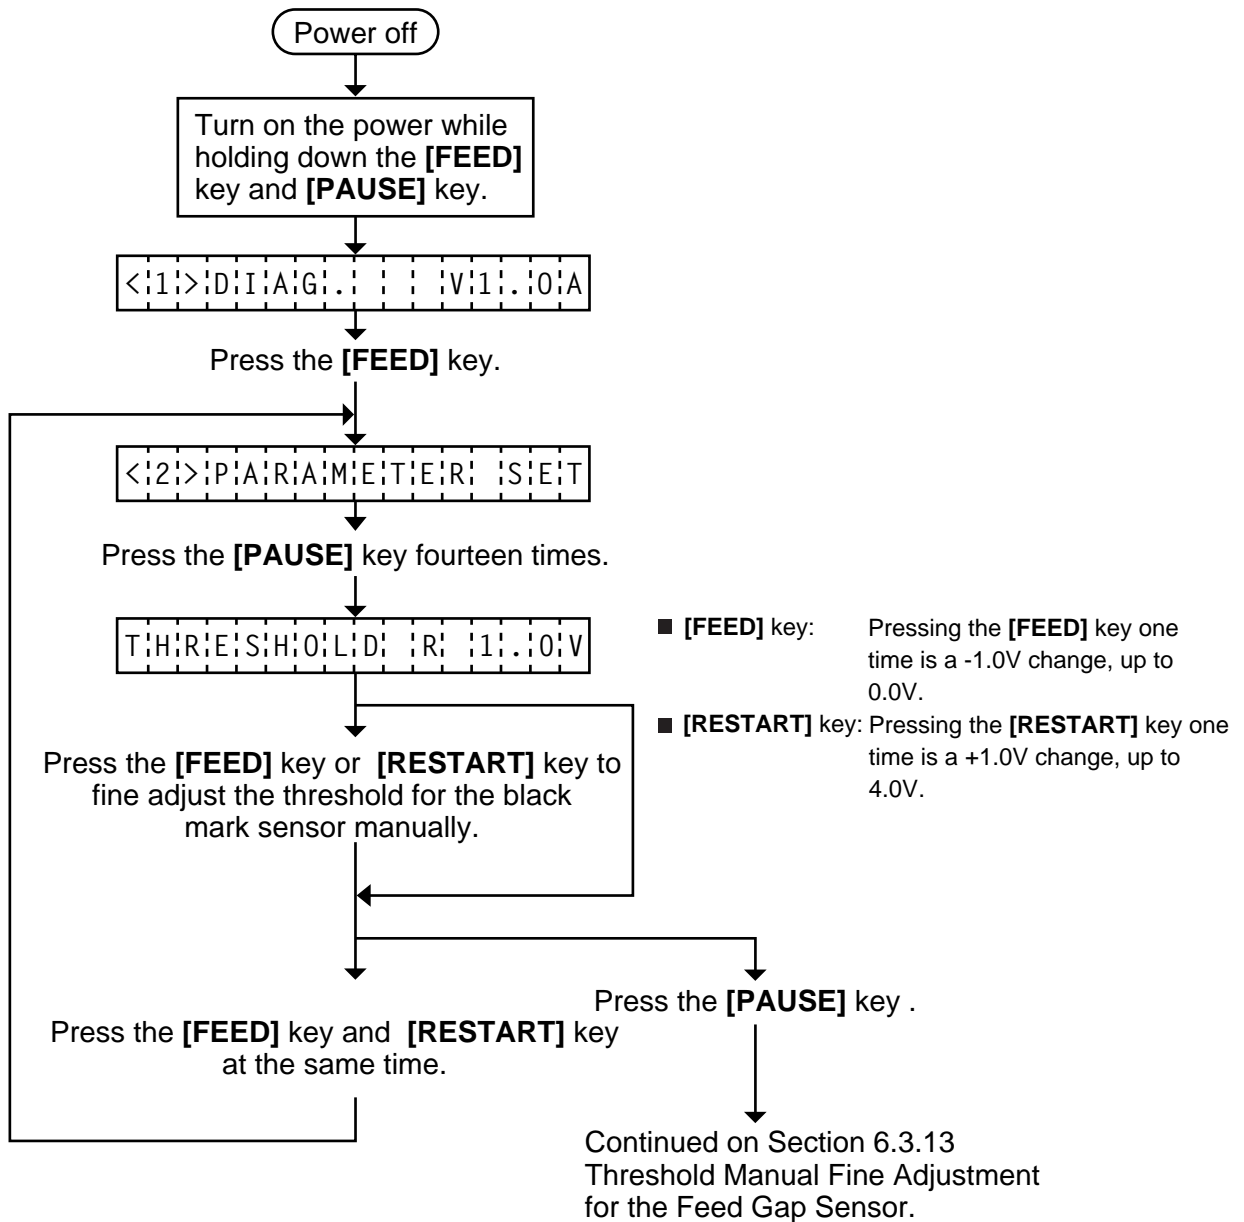 Power off
Turn on the power while
holding down the [FEED]
key and [PAUSE] key.
<1>DIAG.   V1.0A
Press the [FEED] key.
<2>PARAMETER SET
Press the [PAUSE] key fourteen times.
THRESHOLD R 1.0V
■ [FEED] key: Pressing the [FEED] key one
time is a -1.0V change, up to
0.0V.
■ [RESTART] key: Pressing the [RESTART] key one
time is a +1.0V change, up to
4.0V.
Press the [FEED] key or [RESTART] key to
fine adjust the threshold for the black
mark sensor manually.
Press the [FEED] key and [RESTART] key
at the same time.
Press the [PAUSE] key .
Continued on Section 6.3.13
Threshold Manual Fine Adjustment
for the Feed Gap Sensor.